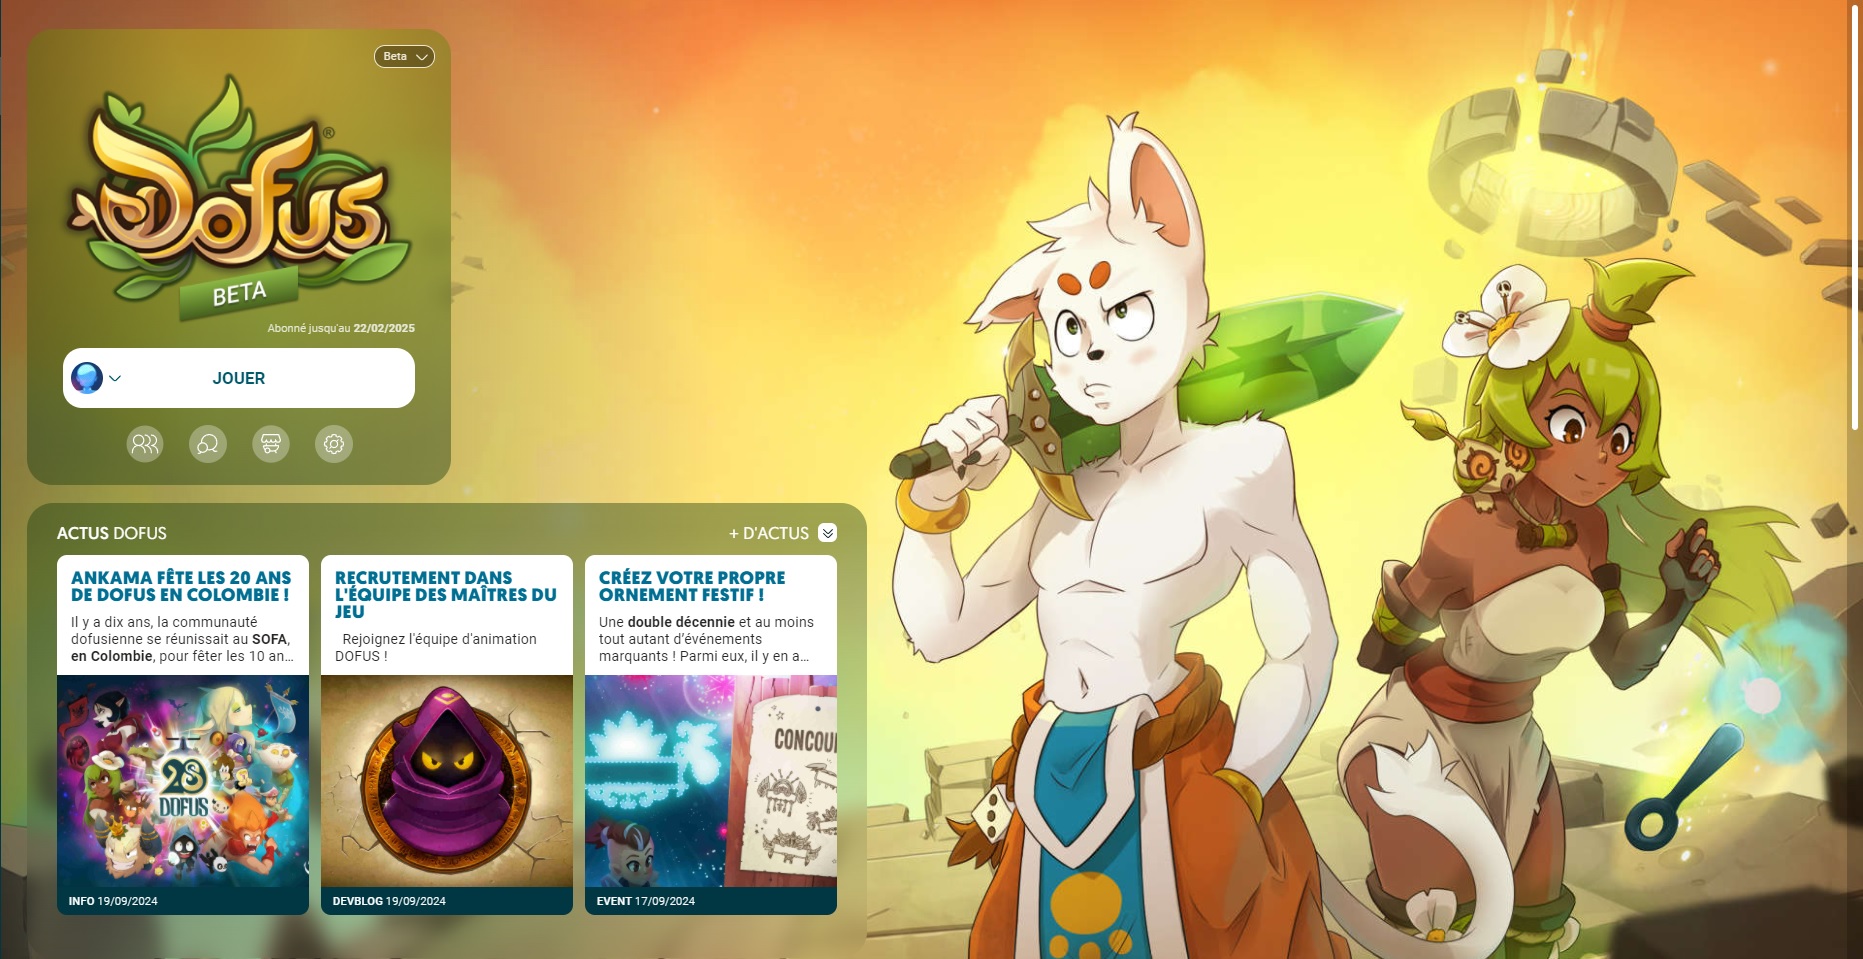 Beta
DOFUS®
BETA
Abonné jusqu'au 22/02/2025
JOUER
ACTUS DOFUS
+ D'ACTUS
ANKAMA FÊTE LES 20 ANS
DE DOFUS EN COLOMBIE !
Il y a dix ans, la communauté
dofusienne se réunissait au SOFA,
en Colombie, pour fêter les 10 an...
20
DOFUS
INFO 19/09/2024
RECRUTEMENT DANS
L'ÉQUIPE DES MAÎTRES DU
JEU
Rejoignez l'équipe d'animation
DOFUS !
DEVBLOG 19/09/2024
CRÉEZ VOTRE PROPRE
ORNEMENT FESTIF !
Une double décennie et au moins
tout autant d'événements
marquants ! Parmi eux, il y en a...
CONCOU
EVENT 17/09/2024